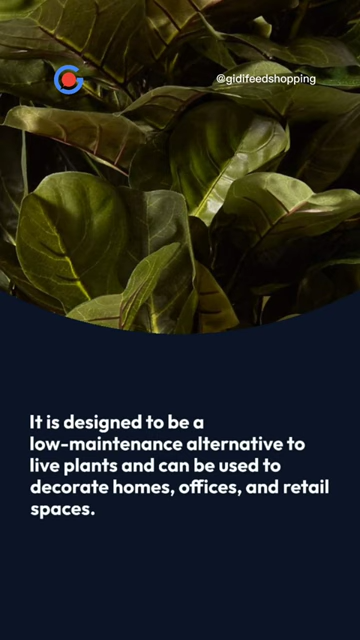 @gidifeedshopping
It is designed to be a
low-maintenance alternative to
live plants and can be used to
decorate homes, offices, and retail
spaces.